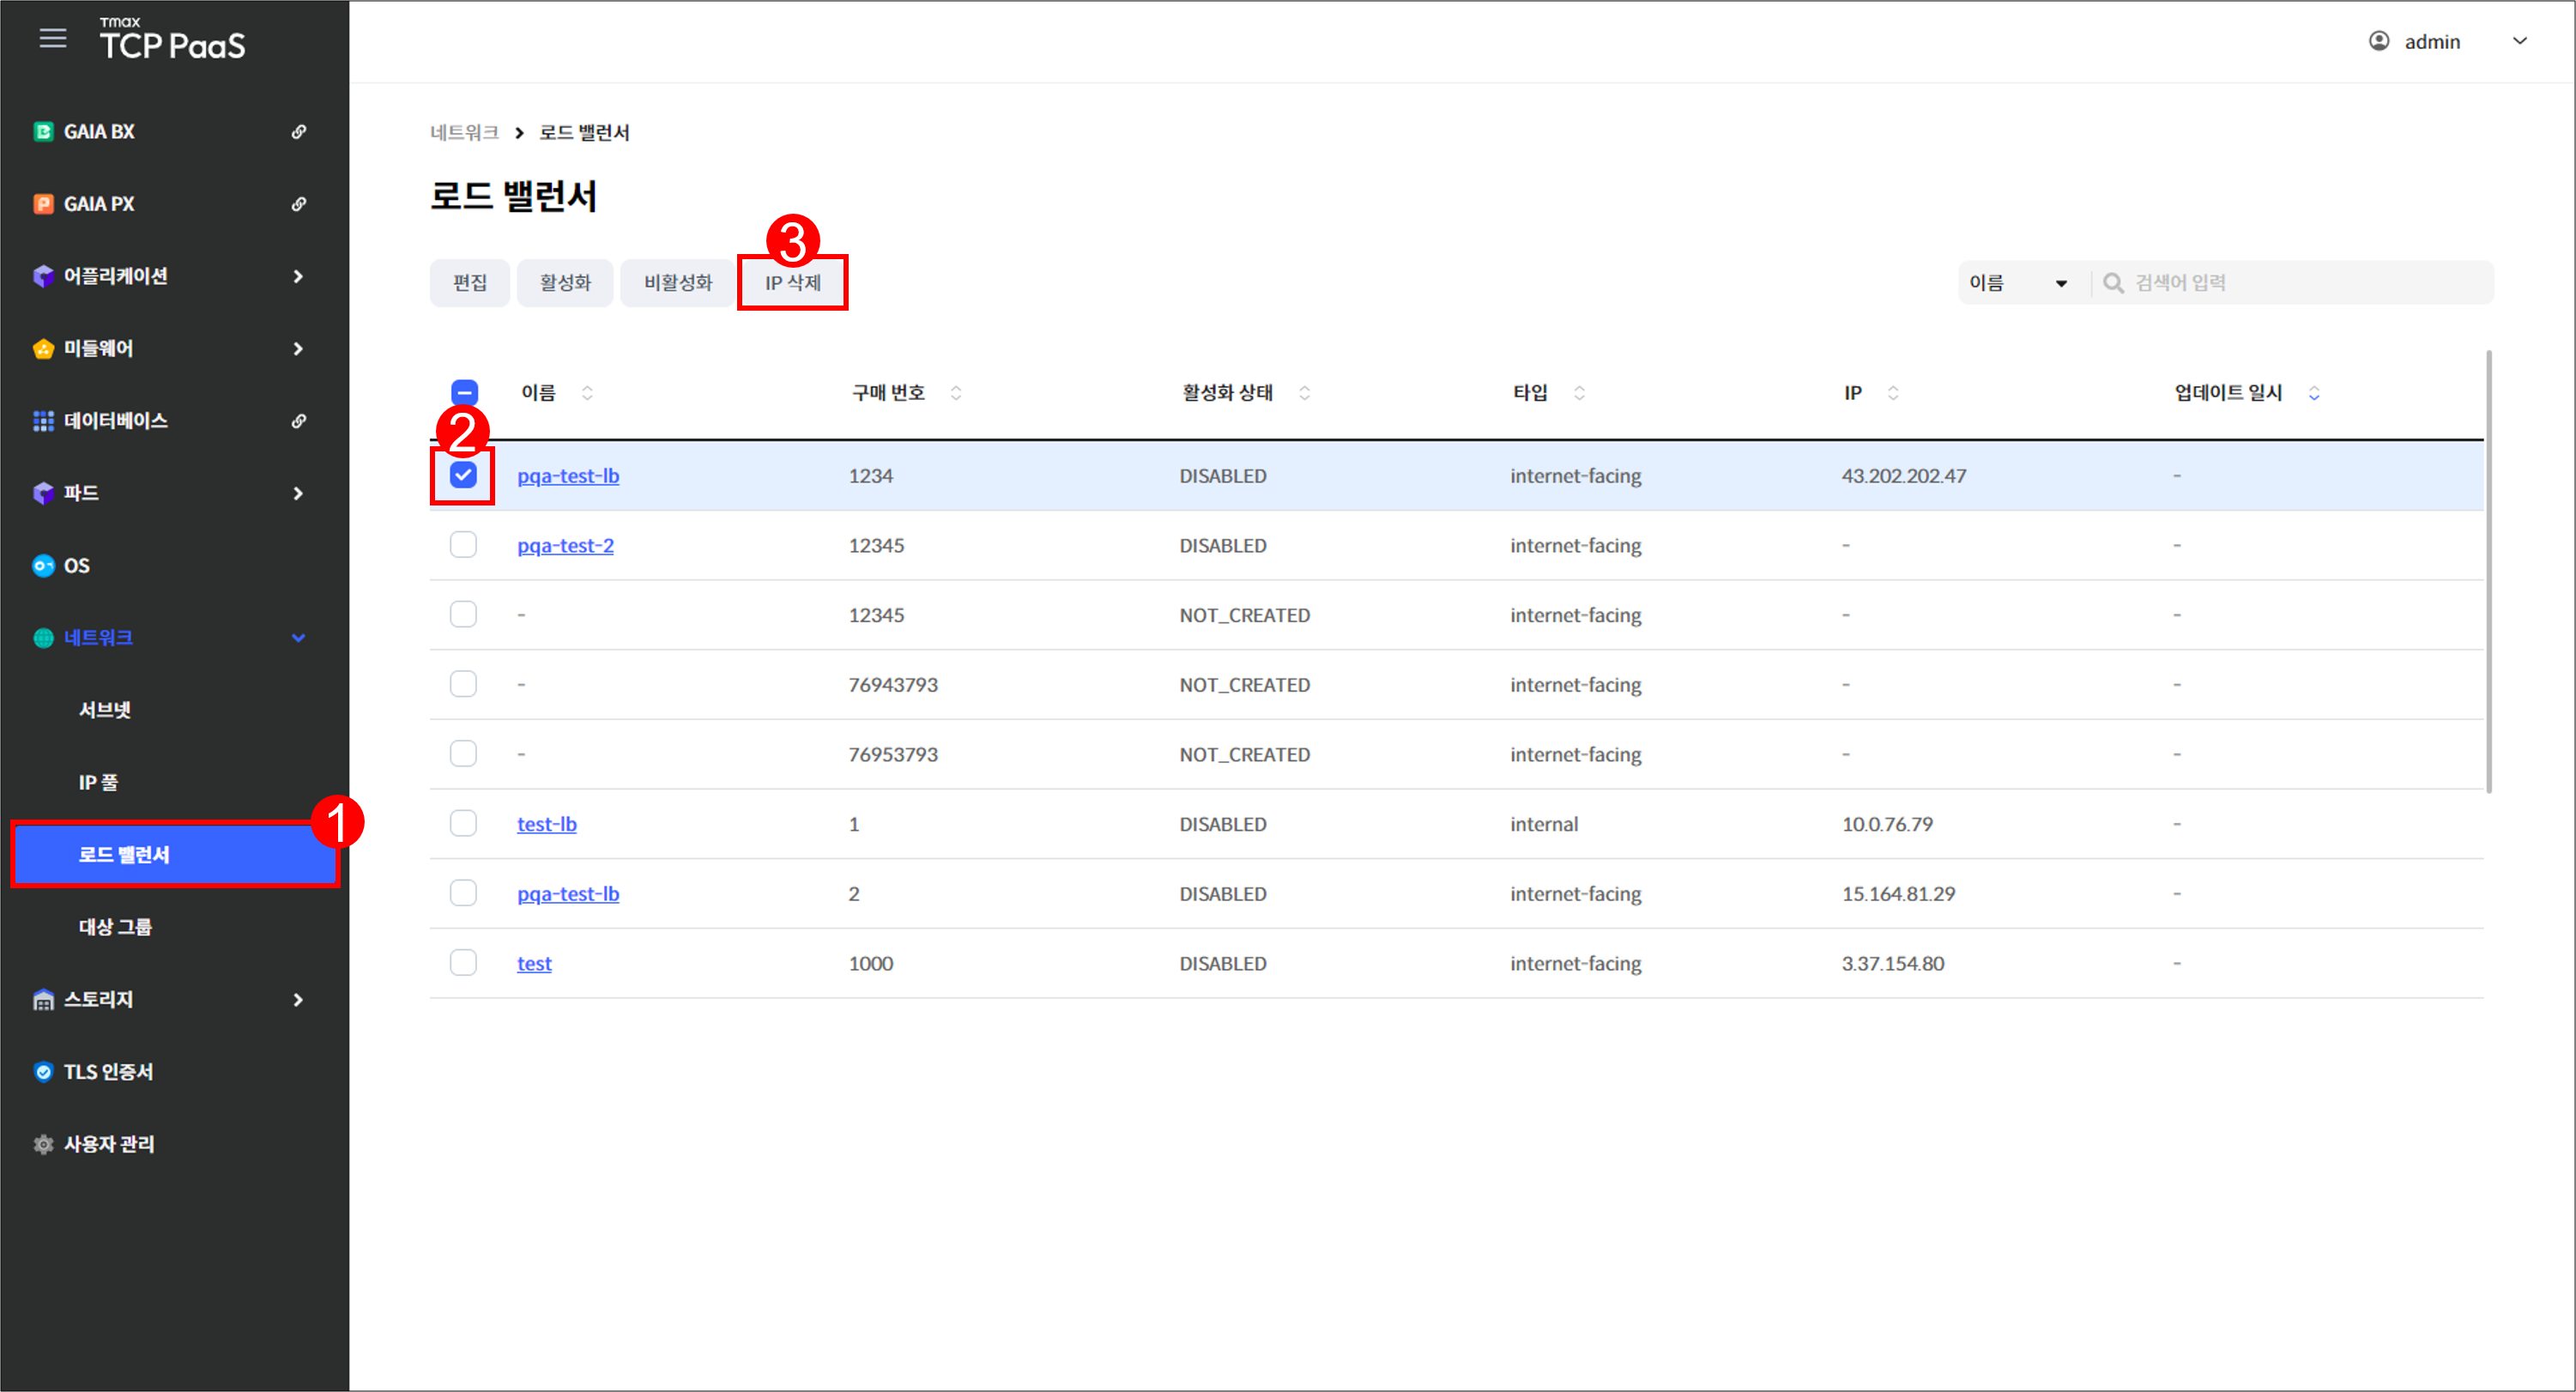 Tmax
TCP PaaS
admin
GAIA BX
GAIA PX
어플리케이션
미들웨어
데이터베이스
파드
OS
네트워크
서브넷
IP 풀
1
로드 밸런서
대상 그룹
스토리지
TLS 인증서
사용자 관리
네트워크 > 로드 밸런서
로드 밸런서
3
편집 활성화 비활성화 IP 삭제
이름 검색어 입력
이름 구매 번호 활성화 상태 타입 IP 업데이트 일시
2
pqa-test-lb 1234 DISABLED internet-facing 43.202.202.47 -
pqa-test-2 12345 DISABLED internet-facing - -
- 12345 NOT_CREATED internet-facing - -
- 76943793 NOT_CREATED internet-facing - -
- 76953793 NOT_CREATED internet-facing - -
test-lb 1 DISABLED internal 10.0.76.79 -
pqa-test-lb 2 DISABLED internet-facing 15.164.81.29 -
test 1000 DISABLED internet-facing 3.37.154.80 -